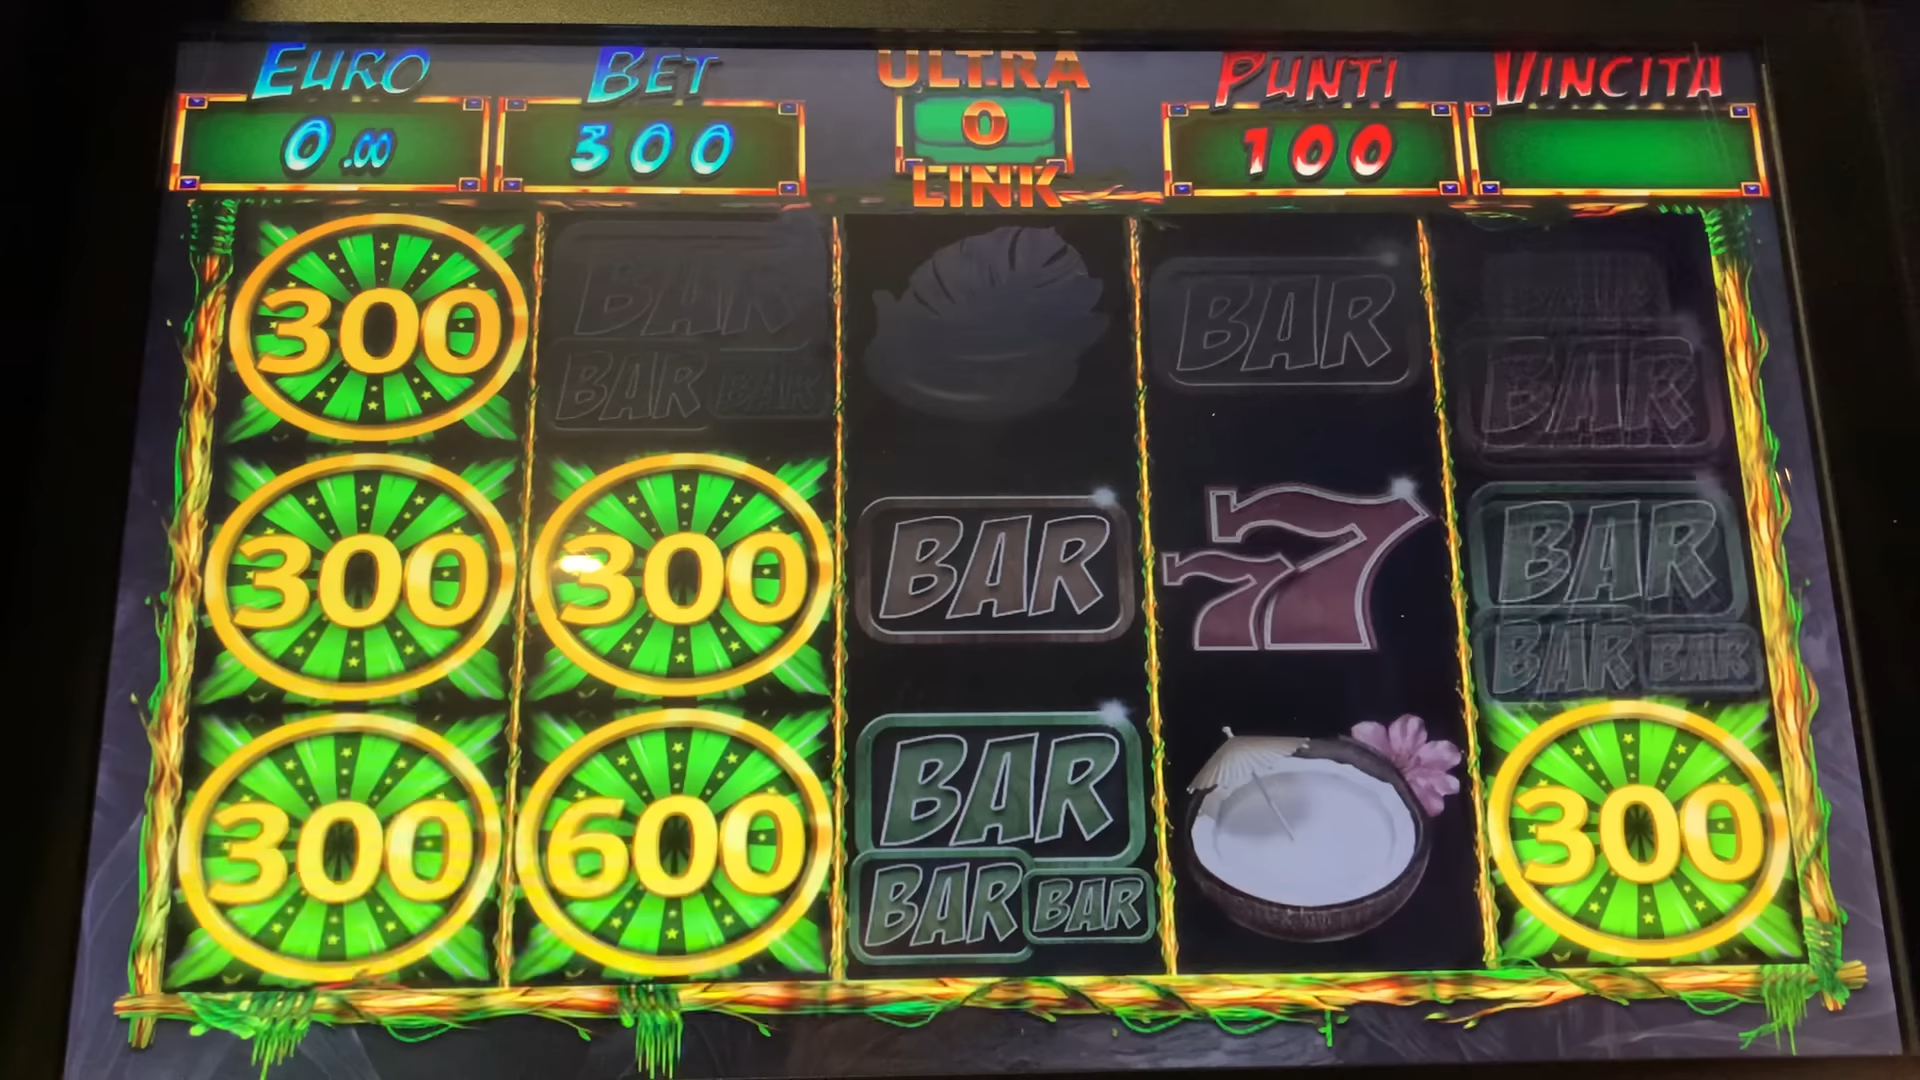 EURO BET ULTRA PUNTI VINCITA
0.00 300 0 100
LINK
300 BAR BAR
BAR BAR BAR
300 300 BAR 77 BAR
BAR BAR
300 600 BAR 300
BAR BAR